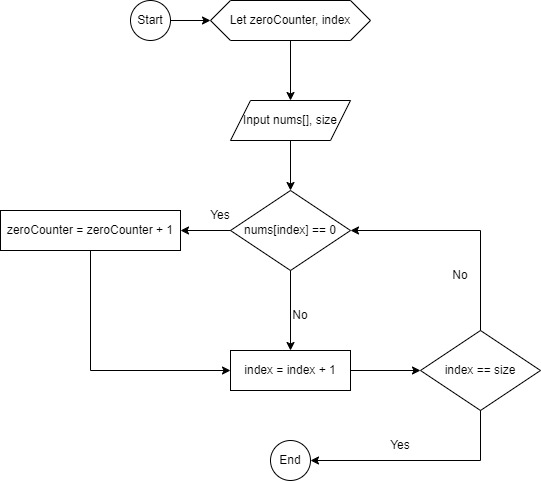 Start
Let zeroCounter, index
Input nums[], size
Yes
nums[index] == 0
zeroCounter = zeroCounter + 1
No
No
index = index + 1
index == size
Yes
End